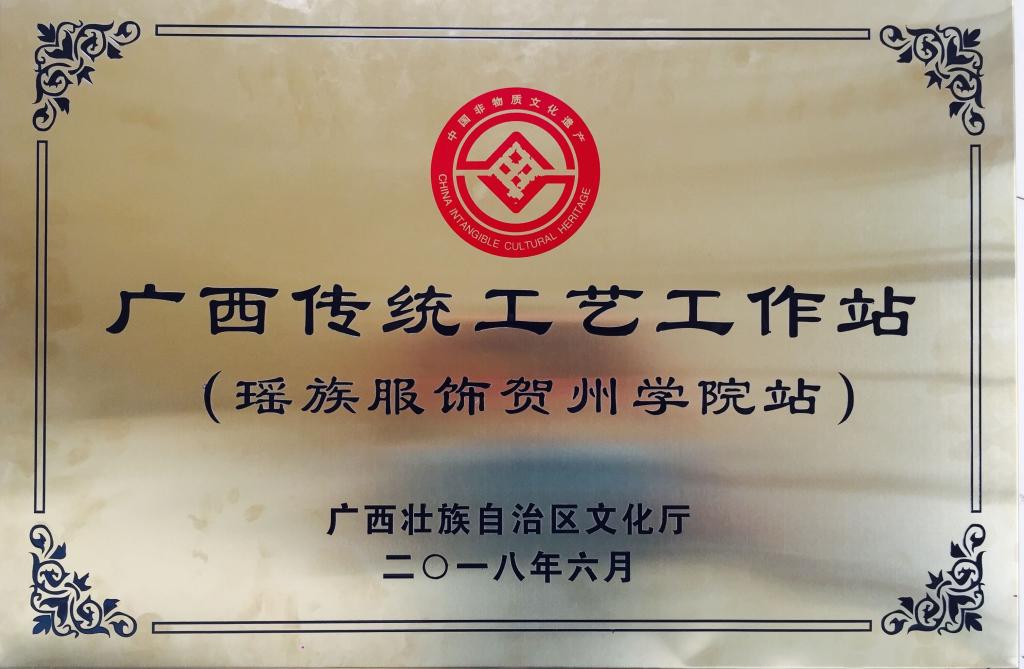 中国非物质文化遗产
CHINA INTANGIBLE CULTURAL HERITAGE
广西传统工艺工作站
（瑶族服饰贺州学院站）
广西壮族自治区文化厅
二〇一八年六月